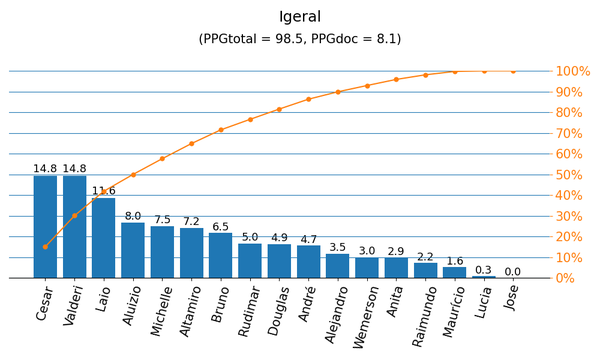 Igeral
(PPGtotal = 98.5, PPGdoc = 8.1)
100%
90%
80%
70%
60%
50%
40%
30%
20%
10%
0%
14.8 14.8 11.6 8.0 7.5 7.2 6.5 5.0 4.9 4.7 3.5 3.0 2.9 2.2 1.6 0.3 0.0
Cesar
Valderi
Laio
Aluizio
Michelle
Altamiro
Bruno
Rudimar
Douglas
André
Alejandro
Wemerson
Anita
Raimundo
Maurício
Lucia
Jose